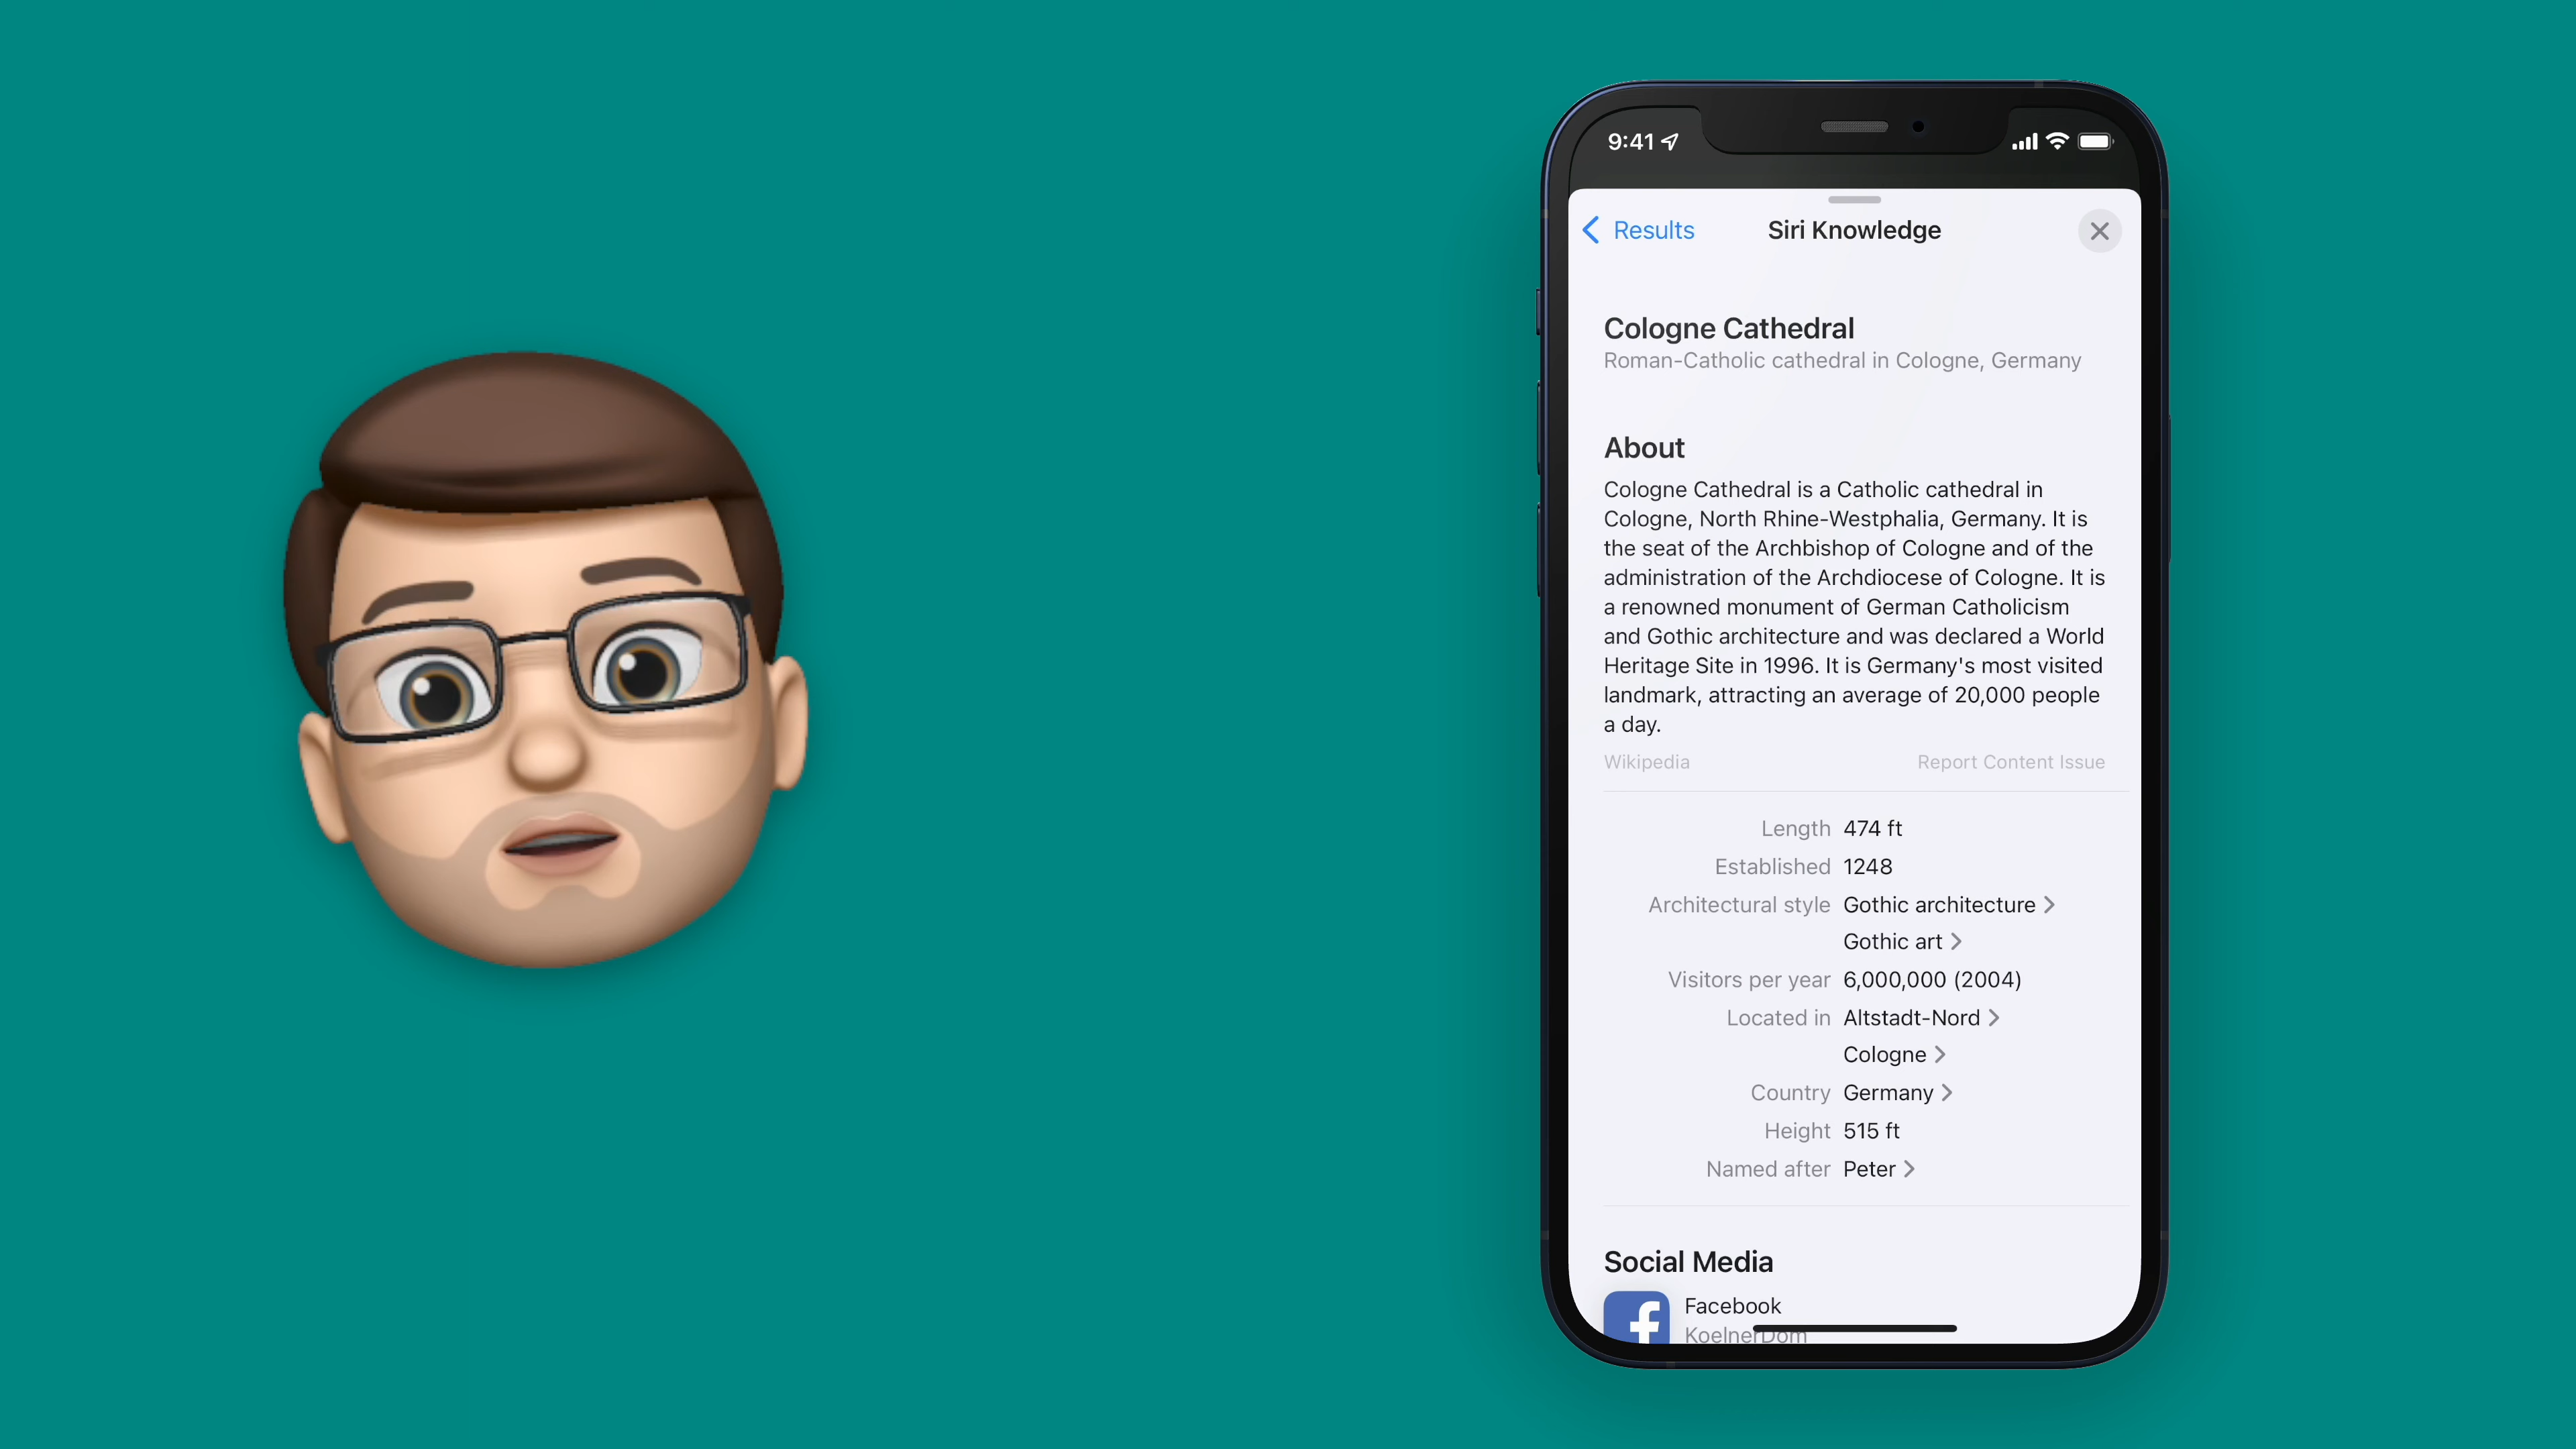 9:41
Results
Siri Knowledge
Cologne Cathedral
Roman-Catholic cathedral in Cologne, Germany
About
Cologne Cathedral is a Catholic cathedral in
Cologne, North Rhine-Westphalia, Germany. It is
the seat of the Archbishop of Cologne and of the
administration of the Archdiocese of Cologne. It is
a renowned monument of German Catholicism
and Gothic architecture and was declared a World
Heritage Site in 1996. It is Germany's most visited
landmark, attracting an average of 20,000 people
a day.
Wikipedia Report Content Issue
Length 474 ft
Established 1248
Architectural style Gothic architecture
Gothic art
Visitors per year 6,000,000 (2004)
Located in Altstadt-Nord
Cologne
Country Germany
Height 515 ft
Named after Peter
Social Media
Facebook
KoelnerDom